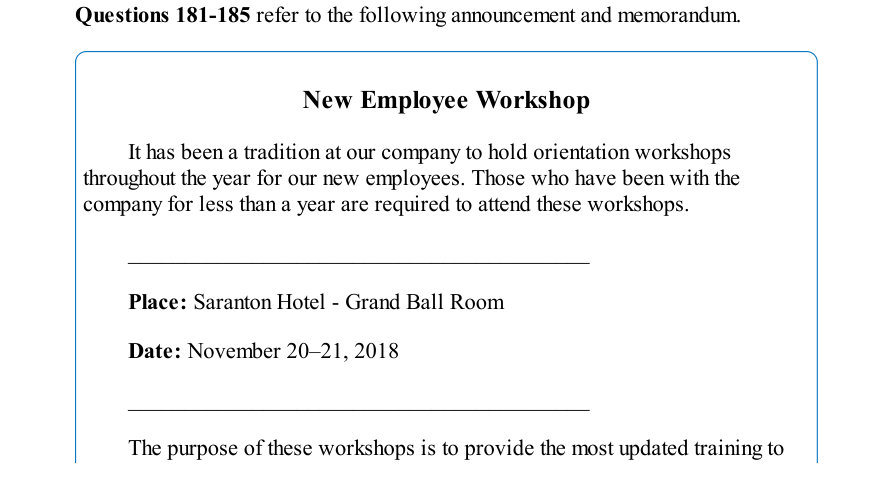 Questions 181-185 refer to the following announcement and memorandum.
New Employee Workshop
It has been a tradition at our company to hold orientation workshops
throughout the year for our new employees. Those who have been with the
company for less than a year are required to attend these workshops.
Place: Saranton Hotel - Grand Ball Room
Date: November 20–21, 2018
The purpose of these workshops is to provide the most updated training to